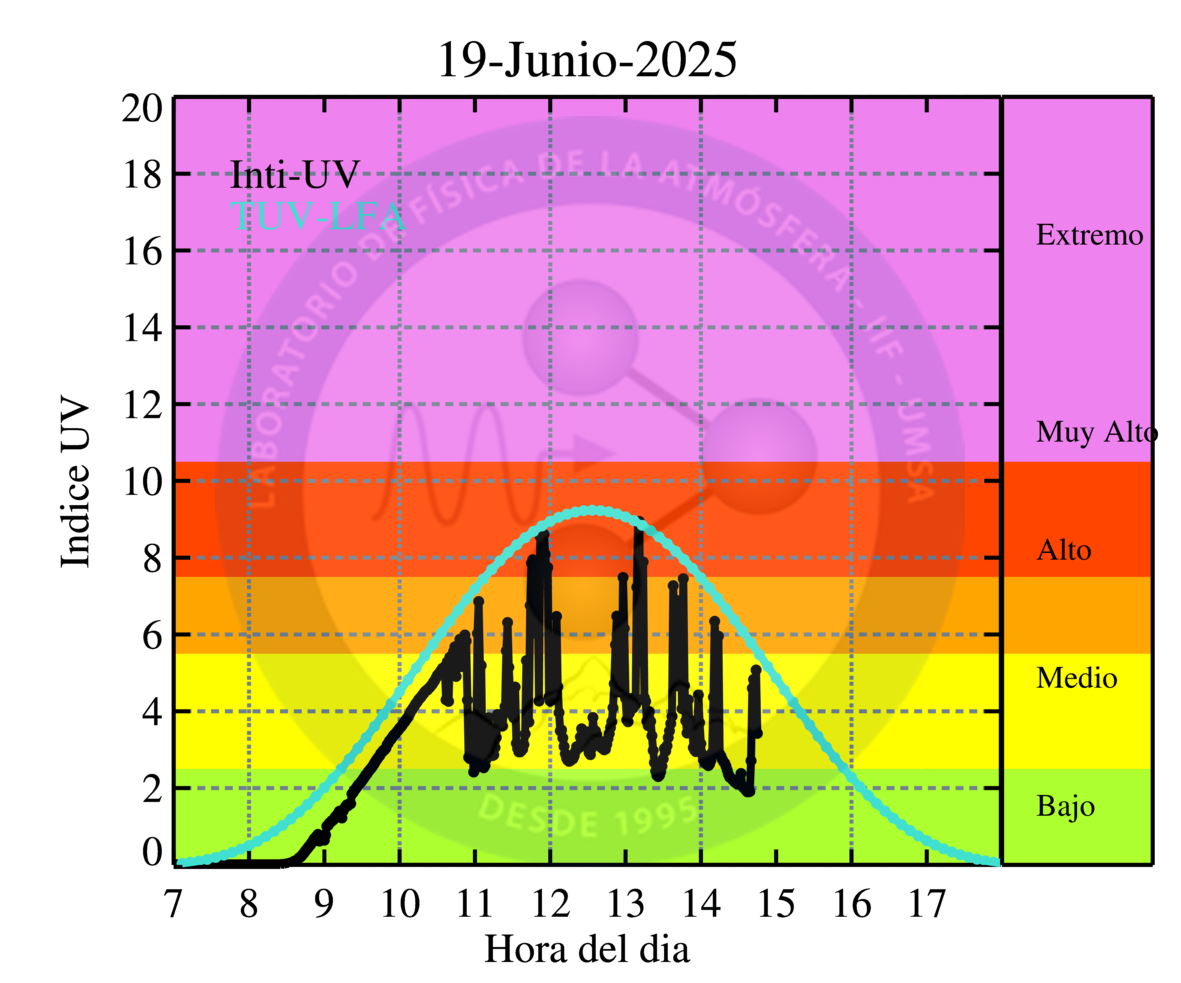 19-Junio-2025
20
18
16
14
12
10
8
6
4
2
0
Indice UV
Inti-UV
TUV-LFA
LABORATORIO DE FÍSICA DE LA ATMÓSFERA - IIF - UMSA
DESDE 1995
Extremo
Muy Alto
Alto
Medio
Bajo
7 8 9 10 11 12 13 14 15 16 17
Hora del dia